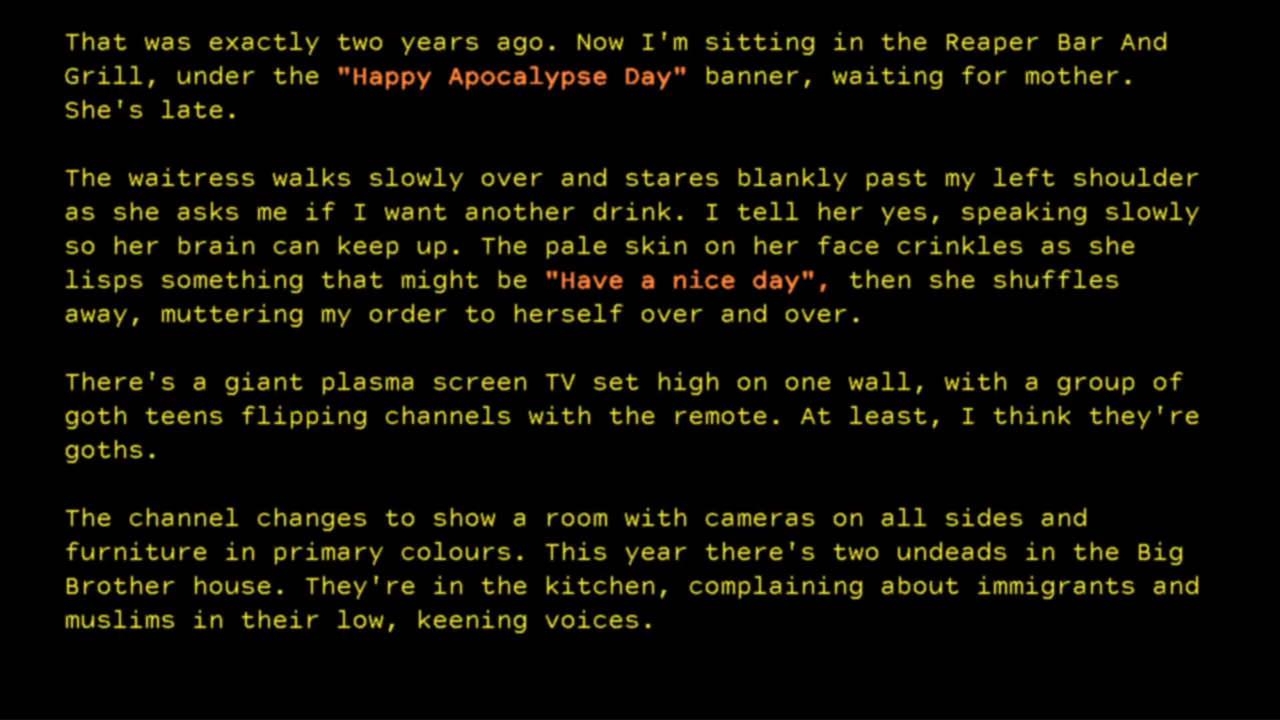 That was exactly two years ago. Now I'm sitting in the Reaper Bar And
Grill, under the "Happy Apocalypse Day" banner, waiting for mother.
She's late.
The waitress walks slowly over and stares blankly past my left shoulder
as she asks me if I want another drink. I tell her yes, speaking slowly
so her brain can keep up. The pale skin on her face crinkles as she
lisps something that might be "Have a nice day", then she shuffles
away, muttering my order to herself over and over.
There's a giant plasma screen TV set high on one wall, with a group of
goth teens flipping channels with the remote. At least, I think they're
goths.
The channel changes to show a room with cameras on all sides and
furniture in primary colours. This year there's two undeads in the Big
Brother house. They're in the kitchen, complaining about immigrants and
muslims in their low, keening voices.